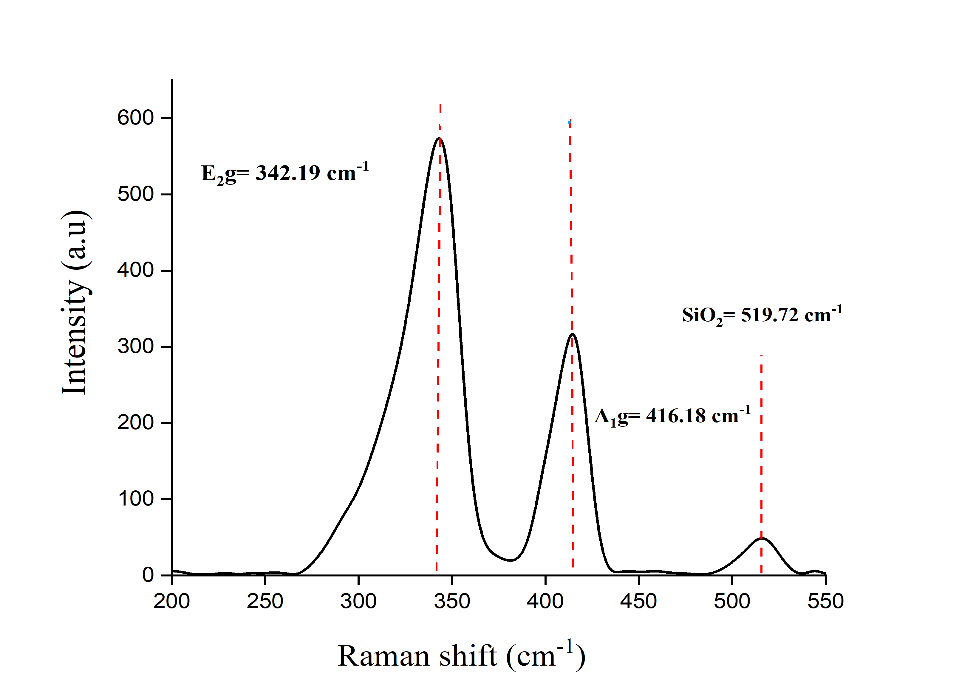 600
500
400
300
200
100
0
200 250 300 350 400 450 500 550
Intensity (a.u)
Raman shift (cm⁻¹)
E₂g= 342.19 cm⁻¹
SiO₂= 519.72 cm⁻¹
A₁g= 416.18 cm⁻¹